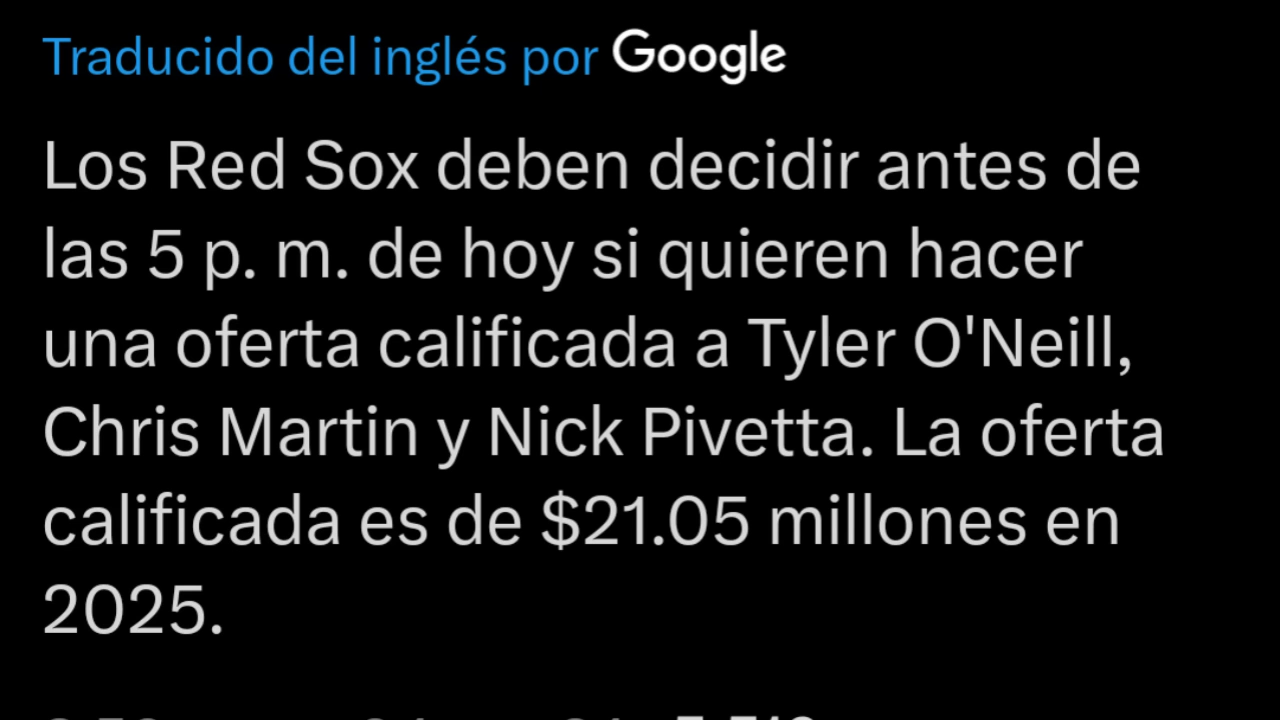 Traducido del inglés por Google
Los Red Sox deben decidir antes de
las 5 p. m. de hoy si quieren hacer
una oferta calificada a Tyler O'Neill,
Chris Martin y Nick Pivetta. La oferta
calificada es de $21.05 millones en
2025.